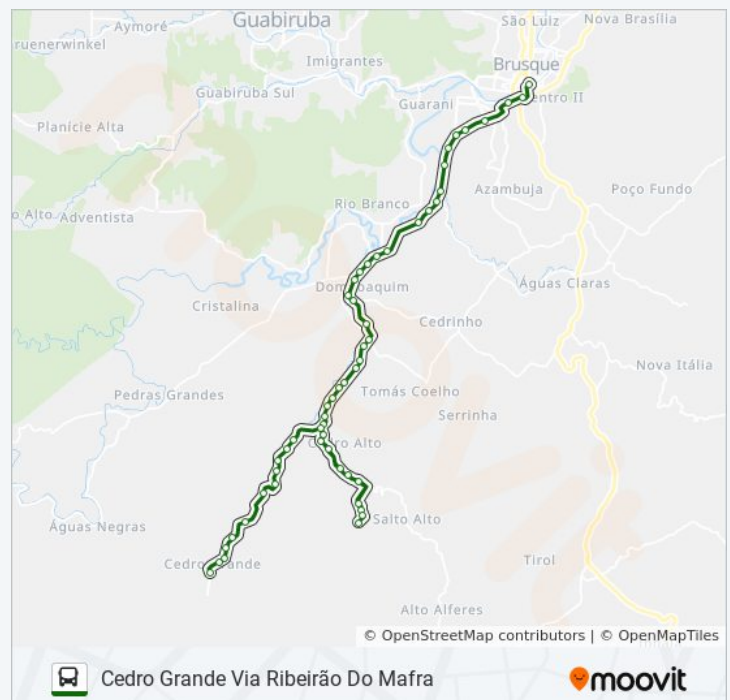 Guabiruba
São Luiz
Nova Brasília
Aymoré
ruenerwinkel
Imigrantes
Brusque
Guabiruba Sul
Guarani
entro II
Planície Alta
Azambuja
Poço Fundo
Rio Branco
o Alto
Adventista
Dom Joaquim
Águas Claras
Cristalina
Cedrinho
Nova Itália
Pedras Grandes
Tomás Coelho
Serrinha
Cedro Alto
Águas Negras
Salto Alto
Cedro Grande
Tirol
Alto Alferes
© OpenStreetMap contributors | © OpenMapTiles
Cedro Grande Via Ribeirão Do Mafra
moovit